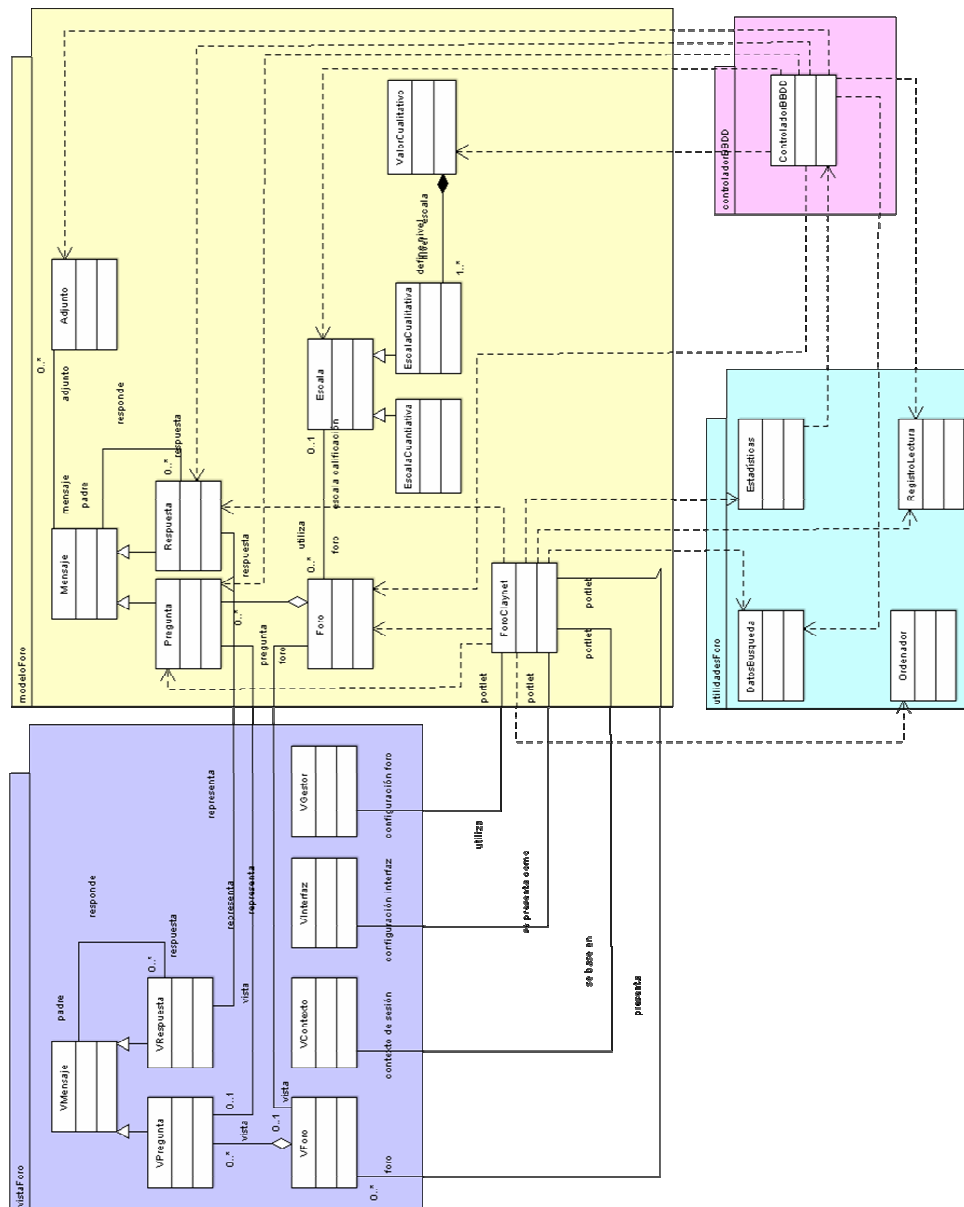 modeloForo
Adjunto
0..*
adjunto
mensaje
Mensaje
padre
responde
0..*
respuesta
Respuesta
Pregunta
respuesta
0..*
pregunta
foro
Foro
0..*
utiliza
foro
0..1
escala calificación
Escala
EscalaCuantiativa
EscalaCualitativa
1..*
escala
ValorCualitativo
ForoClaynet
portlet
portlet
portlet
portlet
controladorBBDD
ControladorBBDD
utilidadesForo
Estadísticas
RegistroLectura
DatosBusqueda
Ordenador
vistaForo
VMensaje
padre
responde
0..*
respuesta
VRespuesta
VPregunta
0..1
vista
0..*
vista
representa
representa
representa
VForo
0..1
vista
0..*
foro
VContexto
contexto de sesión
VInterfaz
configuración interfaz
VGestor
configuración foro
utiliza
se presenta como
se base en
presenta